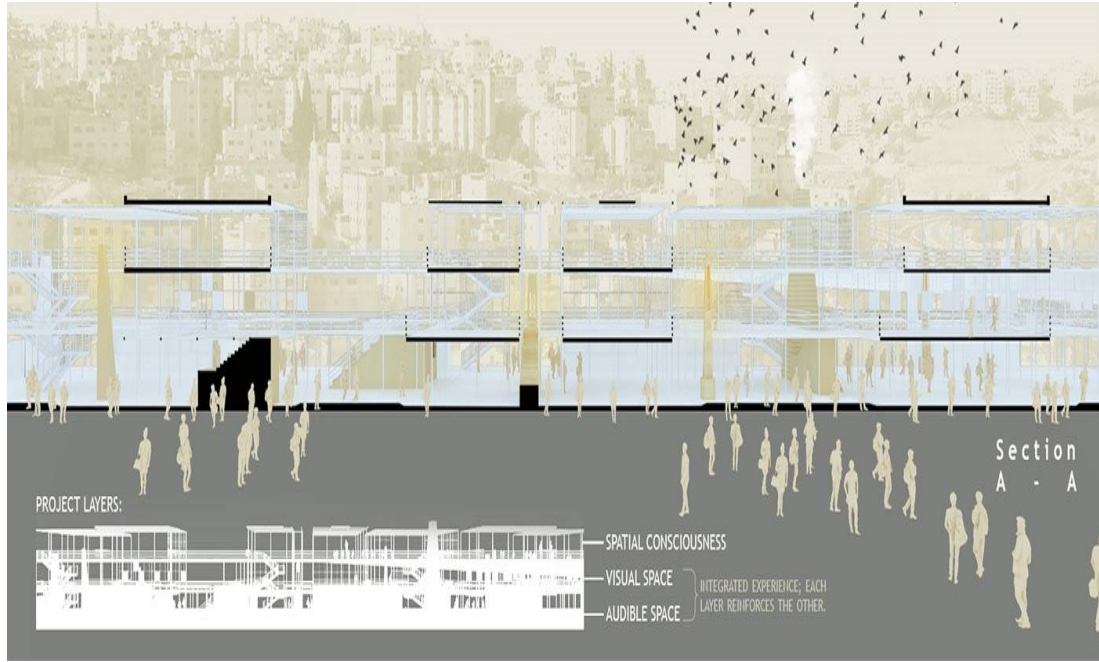 Section
A - A
PROJECT LAYERS:
SPATIAL CONSCIOUSNESS
VISUAL SPACE
INTEGRATED EXPERIENCE; EACH
LAYER REINFORCES THE OTHER.
AUDIBLE SPACE